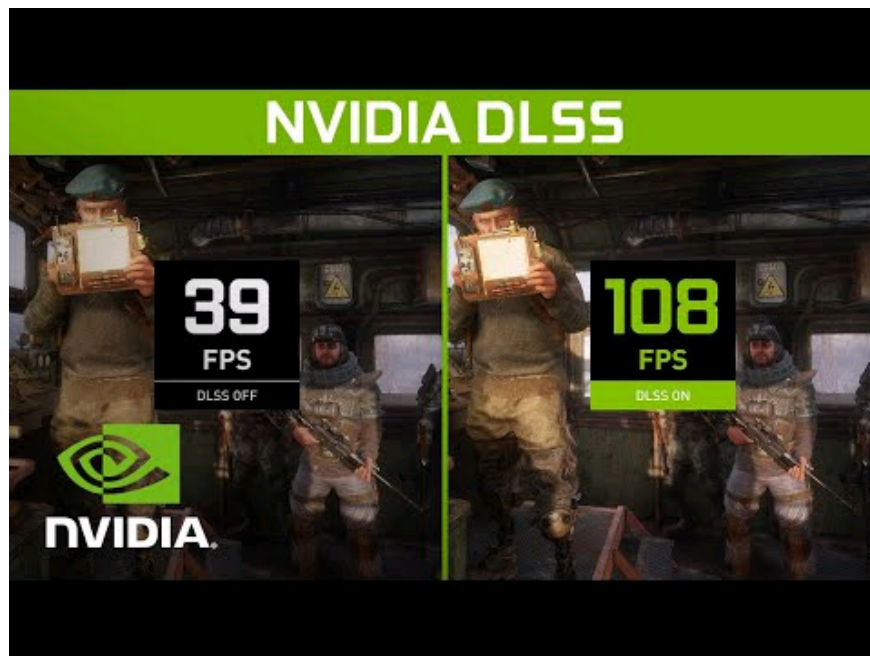 NVIDIA DLSS
39
FPS
DLSS OFF
108
FPS
DLSS ON
NVIDIA.